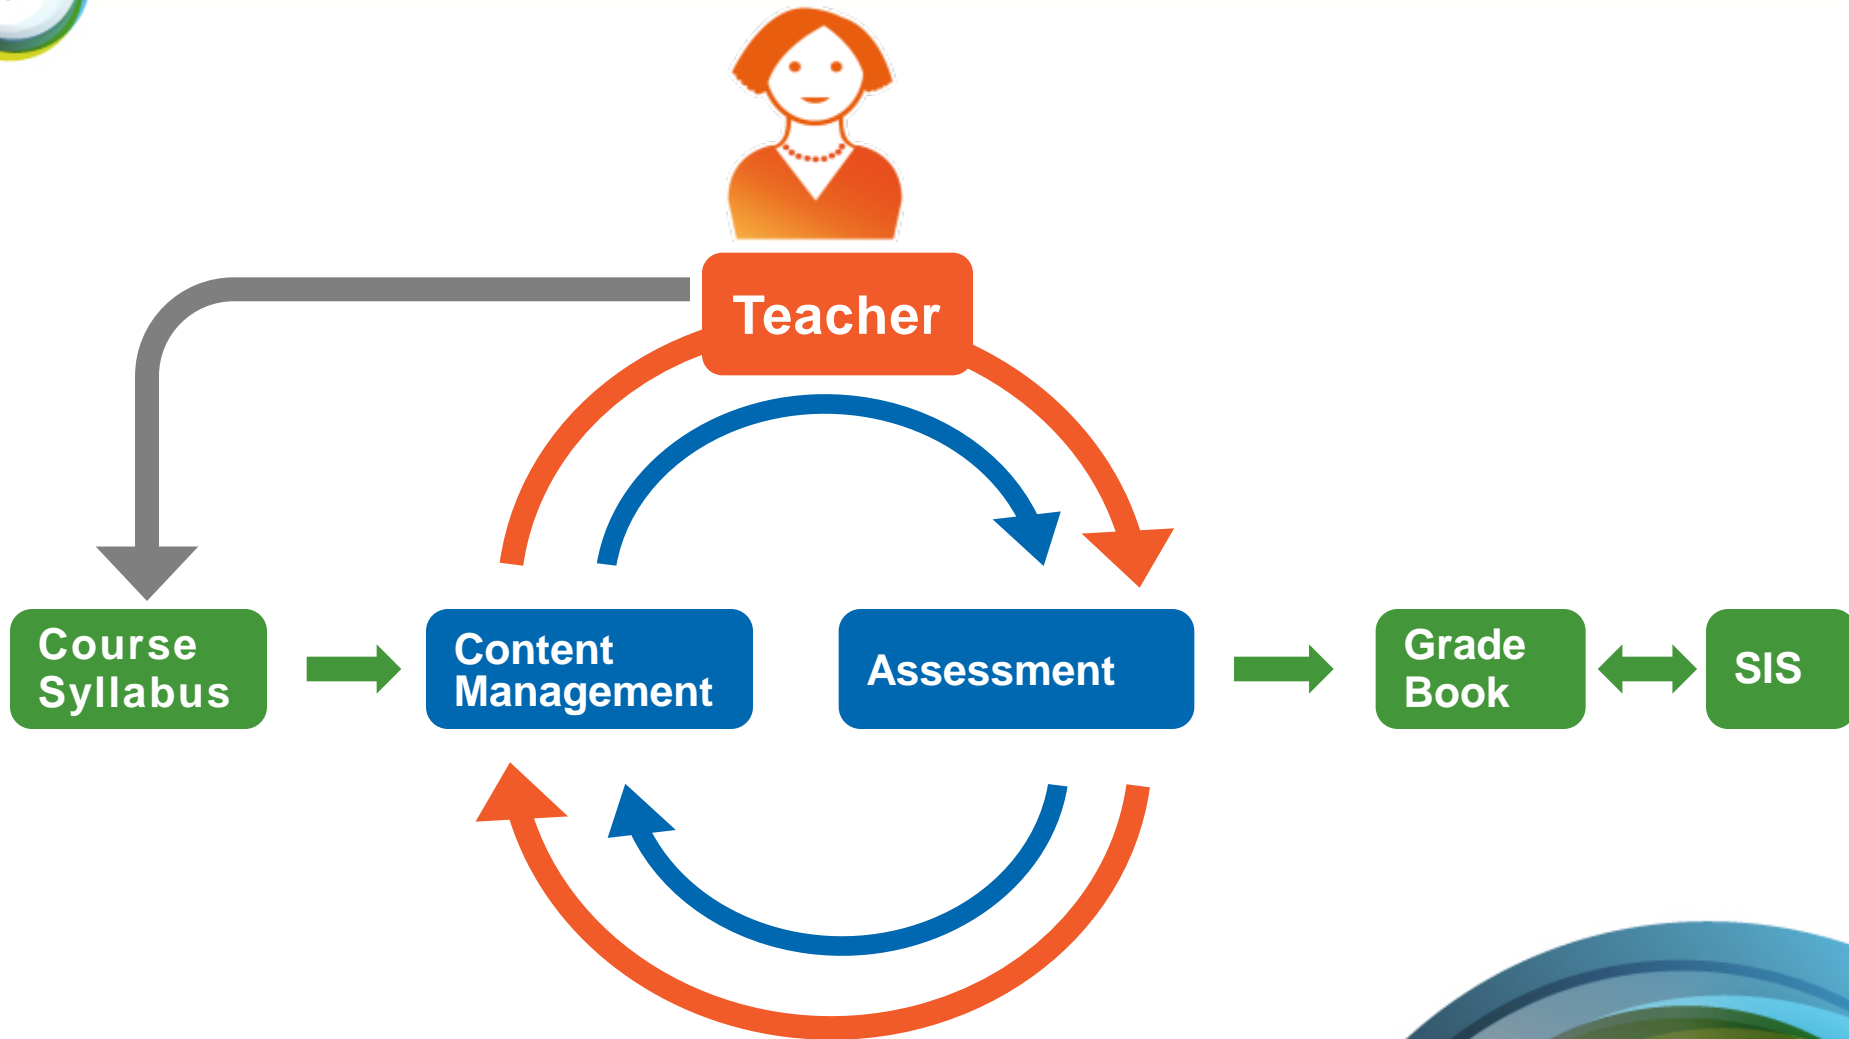 Teacher
Course
Syllabus
Content
Management
Assessment
Grade
Book
SIS